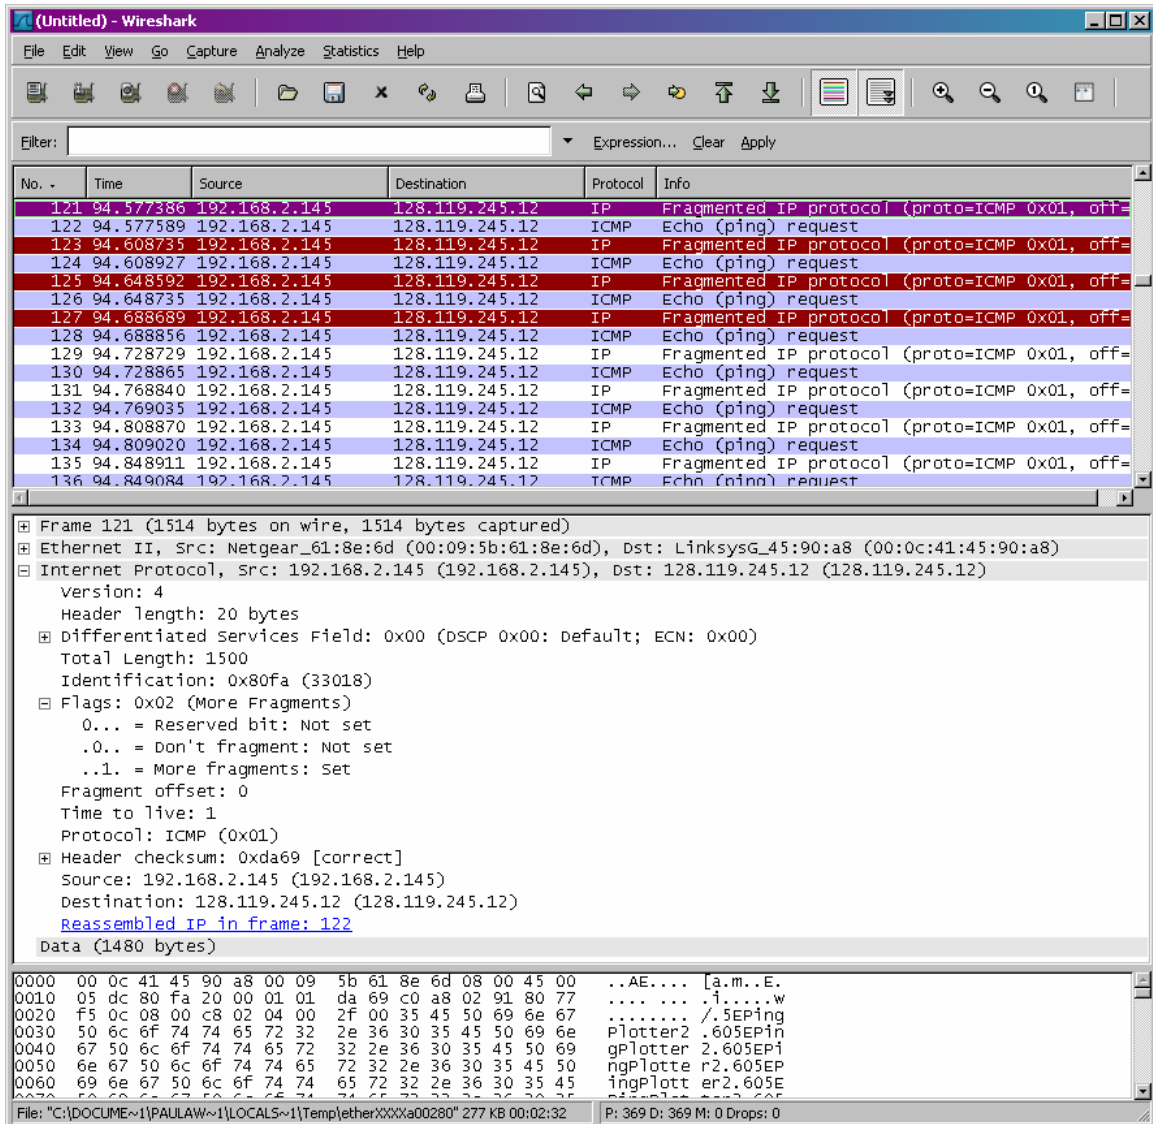 (Untitled) - Wireshark
File Edit View Go Capture Analyze Statistics Help
Filter: Expression... Clear Apply
No. Time Source Destination Protocol Info
121 94.577386 192.168.2.145 128.119.245.12 IP Fragmented IP protocol (proto=ICMP 0x01, off=
122 94.577589 192.168.2.145 128.119.245.12 ICMP Echo (ping) request
123 94.608735 192.168.2.145 128.119.245.12 IP Fragmented IP protocol (proto=ICMP 0x01, off=
124 94.608927 192.168.2.145 128.119.245.12 ICMP Echo (ping) request
125 94.648592 192.168.2.145 128.119.245.12 IP Fragmented IP protocol (proto=ICMP 0x01, off=
126 94.648735 192.168.2.145 128.119.245.12 ICMP Echo (ping) request
127 94.688689 192.168.2.145 128.119.245.12 IP Fragmented IP protocol (proto=ICMP 0x01, off=
128 94.688856 192.168.2.145 128.119.245.12 ICMP Echo (ping) request
129 94.728729 192.168.2.145 128.119.245.12 IP Fragmented IP protocol (proto=ICMP 0x01, off=
130 94.728865 192.168.2.145 128.119.245.12 ICMP Echo (ping) request
131 94.768840 192.168.2.145 128.119.245.12 IP Fragmented IP protocol (proto=ICMP 0x01, off=
132 94.769035 192.168.2.145 128.119.245.12 ICMP Echo (ping) request
133 94.808870 192.168.2.145 128.119.245.12 IP Fragmented IP protocol (proto=ICMP 0x01, off=
134 94.809020 192.168.2.145 128.119.245.12 ICMP Echo (ping) request
135 94.848911 192.168.2.145 128.119.245.12 IP Fragmented IP protocol (proto=ICMP 0x01, off=
136 94.849084 192.168.2.145 128.119.245.12 ICMP Echo (ping) request
Frame 121 (1514 bytes on wire, 1514 bytes captured)
Ethernet II, Src: Netgear_61:8e:6d (00:09:5b:61:8e:6d), Dst: LinksysG_45:90:a8 (00:0c:41:45:90:a8)
Internet Protocol, Src: 192.168.2.145 (192.168.2.145), Dst: 128.119.245.12 (128.119.245.12)
Version: 4
Header length: 20 bytes
Differentiated Services Field: 0x00 (DSCP 0x00: Default; ECN: 0x00)
Total Length: 1500
Identification: 0x80fa (33018)
Flags: 0x02 (More Fragments)
0... = Reserved bit: Not set
.0.. = Don't fragment: Not set
..1. = More fragments: Set
Fragment offset: 0
Time to live: 1
Protocol: ICMP (0x01)
Header checksum: 0xda69 [correct]
Source: 192.168.2.145 (192.168.2.145)
Destination: 128.119.245.12 (128.119.245.12)
Reassembled IP in frame: 122
Data (1480 bytes)
0000 00 0c 41 45 90 a8 00 09 5b 61 8e 6d 08 00 45 00 ..AE.... [a.m..E.
0010 05 dc 80 fa 20 00 01 01 da 69 c0 a8 02 91 80 77 .... ... .i.....w
0020 f5 0c 08 00 c8 02 04 00 2f 00 35 45 50 69 6e 67 ........ /.5EPing
0030 50 6c 6f 74 74 65 72 32 2e 36 30 35 45 50 69 6e Plotter2 .605EPin
0040 67 50 6c 6f 74 74 65 72 32 2e 36 30 35 45 50 69 gPlotter 2.605EPi
0050 6e 67 50 6c 6f 74 74 65 72 32 2e 36 30 35 45 50 ngPlotte r2.605EP
0060 69 6e 67 50 6c 6f 74 74 65 72 32 2e 36 30 35 45 ingPlott er2.605E
File: "C:\DOCUME~1\PAULAW~1\LOCALS~1\Temp\etherXXXXa00280" 277 KB 00:02:32 P: 369 D: 369 M: 0 Drops: 0